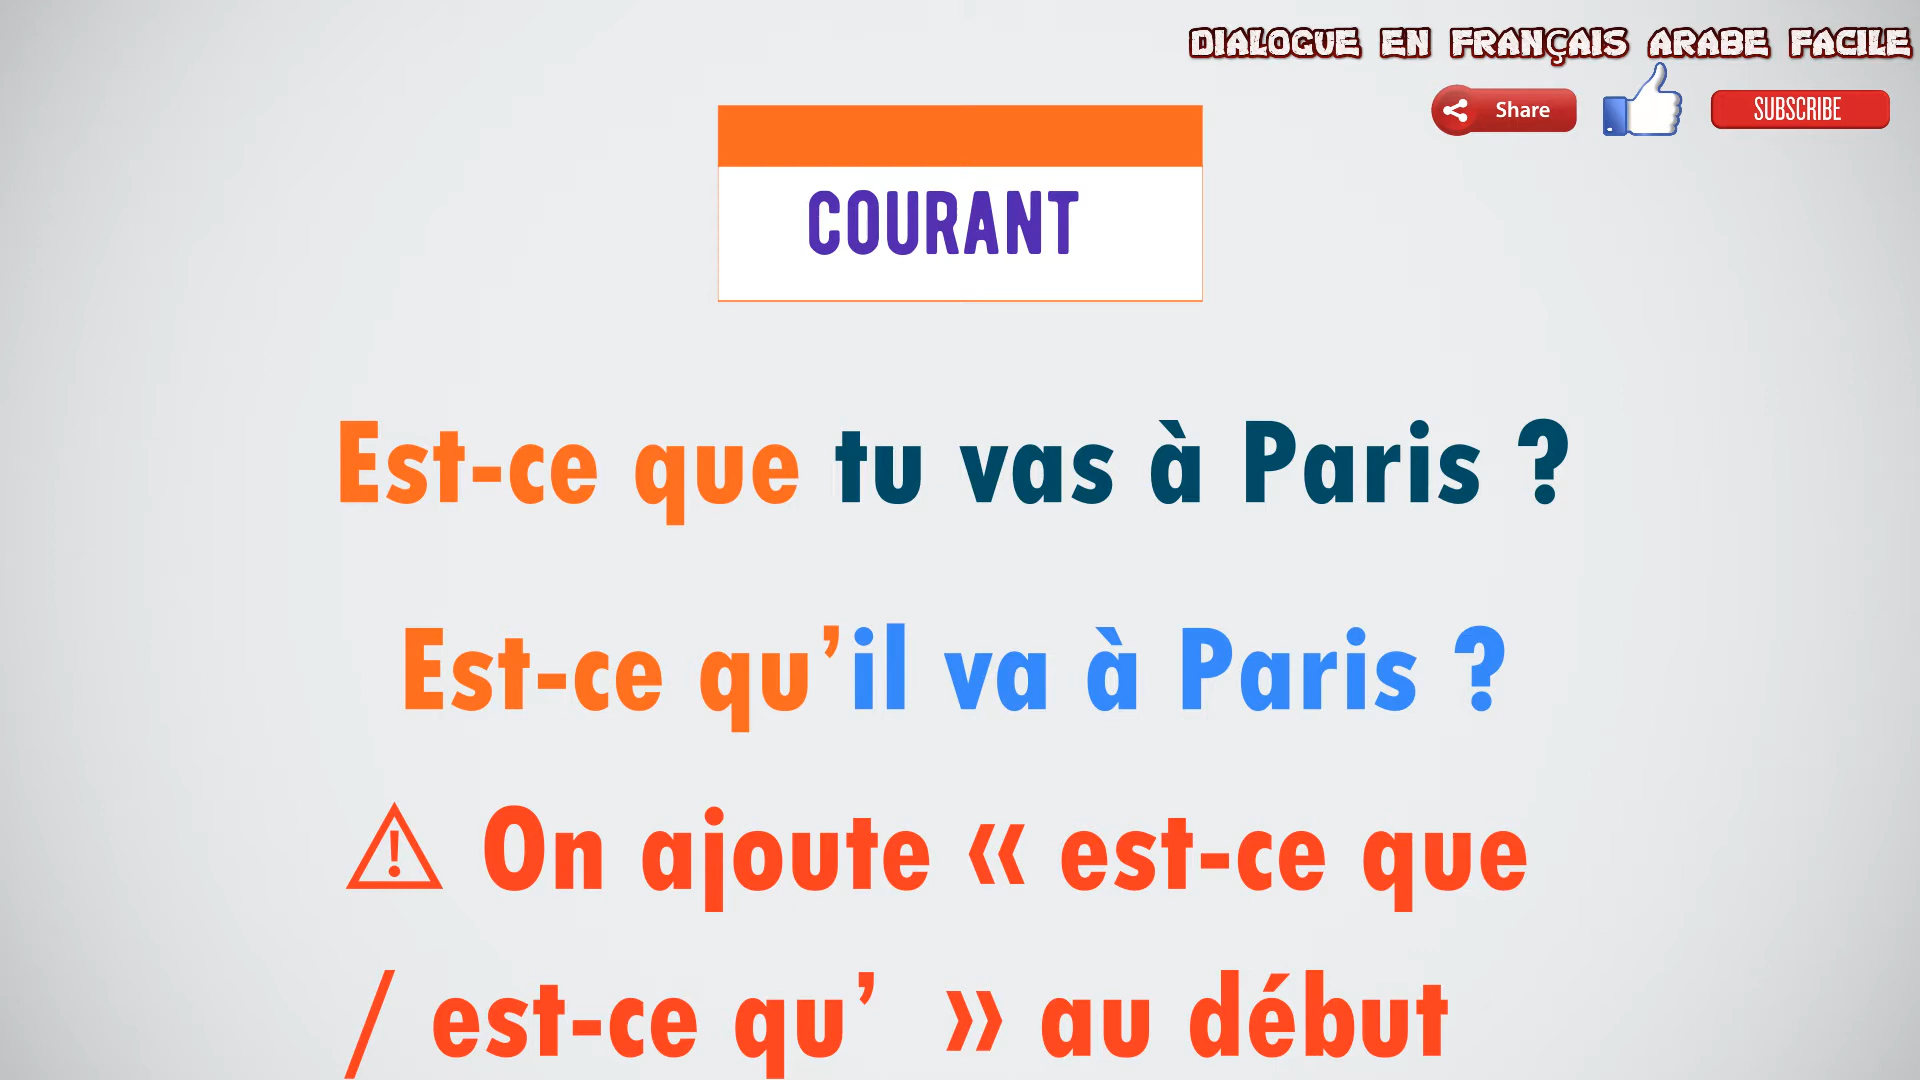 DIALOGUE EN FRANÇAIS ARABE FACILE
Share
SUBSCRIBE
COURANT
Est-ce que tu vas à Paris ?
Est-ce qu’il va à Paris ?
⚠ On ajoute « est-ce que
/ est-ce qu’ » au début